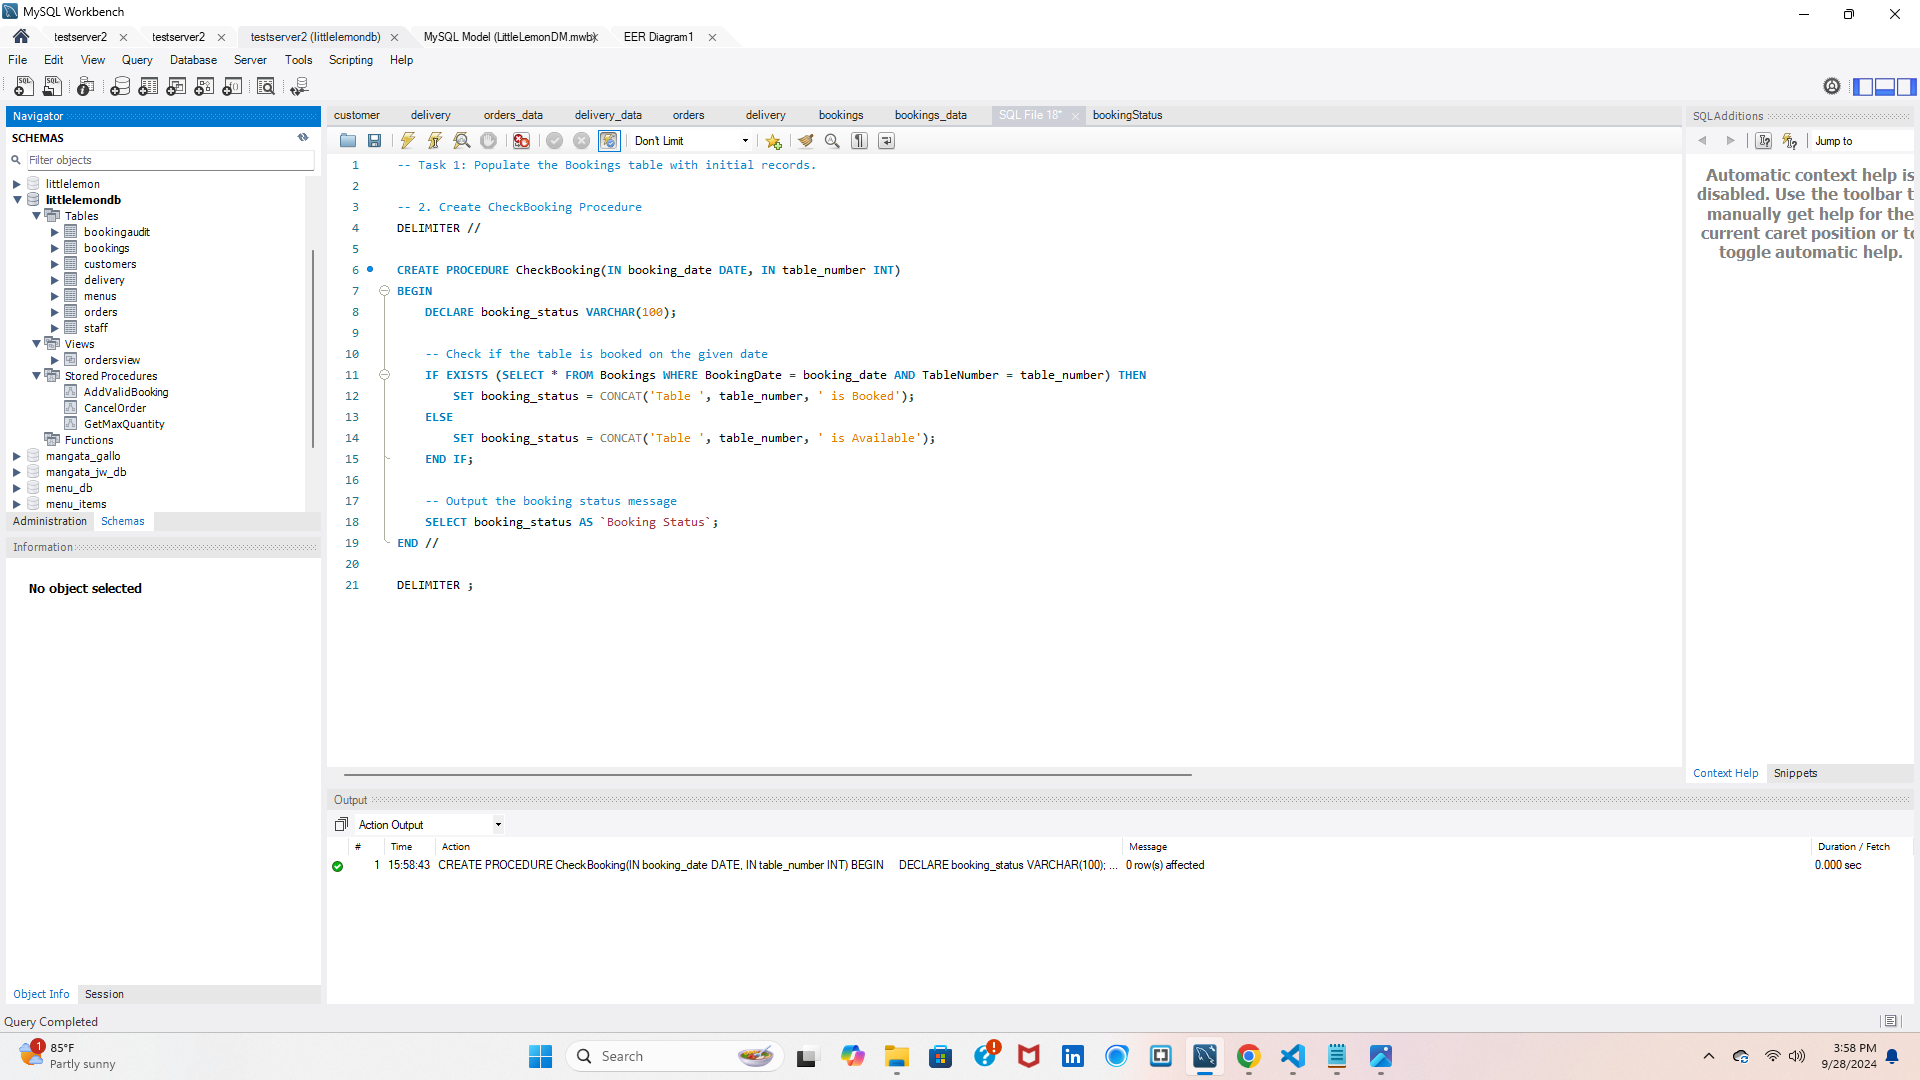 MySQL Workbench
testserver2
testserver2
testserver2 (littlelemondb)
MySQL Model (LittleLemonDM.mwb)
EER Diagram1
File Edit View Query Database Server Tools Scripting Help
Navigator
SCHEMAS
Filter objects
littlelemon
littlelemondb
Tables
bookingaudit
bookings
customers
delivery
menus
orders
staff
Views
ordersview
Stored Procedures
AddValidBooking
CancelOrder
GetMaxQuantity
Functions
mangata_gallo
mangata_jw_db
menu_db
menu_items
Administration Schemas
Information
No object selected
Object Info Session
customer delivery orders_data delivery_data orders delivery bookings bookings_data SQL File 18* bookingStatus
Don't Limit
1 -- Task 1: Populate the Bookings table with initial records.
2
3 -- 2. Create CheckBooking Procedure
4 DELIMITER //
5
6 CREATE PROCEDURE CheckBooking(IN booking_date DATE, IN table_number INT)
7 BEGIN
8 DECLARE booking_status VARCHAR(100);
9
10 -- Check if the table is booked on the given date
11 IF EXISTS (SELECT * FROM Bookings WHERE BookingDate = booking_date AND TableNumber = table_number) THEN
12 SET booking_status = CONCAT('Table ', table_number, ' is Booked');
13 ELSE
14 SET booking_status = CONCAT('Table ', table_number, ' is Available');
15 END IF;
16
17 -- Output the booking status message
18 SELECT booking_status AS `Booking Status`;
19 END //
20
21 DELIMITER ;
SQLAdditions
Jump to
Automatic context help is
disabled. Use the toolbar t
manually get help for the
current caret position or to
toggle automatic help.
Context Help Snippets
Output
Action Output
# Time Action Message Duration / Fetch
1 15:58:43 CREATE PROCEDURE CheckBooking(IN booking_date DATE, IN table_number INT) BEGIN DECLARE booking_status VARCHAR(100); ... 0 row(s) affected 0.000 sec
Query Completed
1
85°F
Partly sunny
Search
3:58 PM
9/28/2024